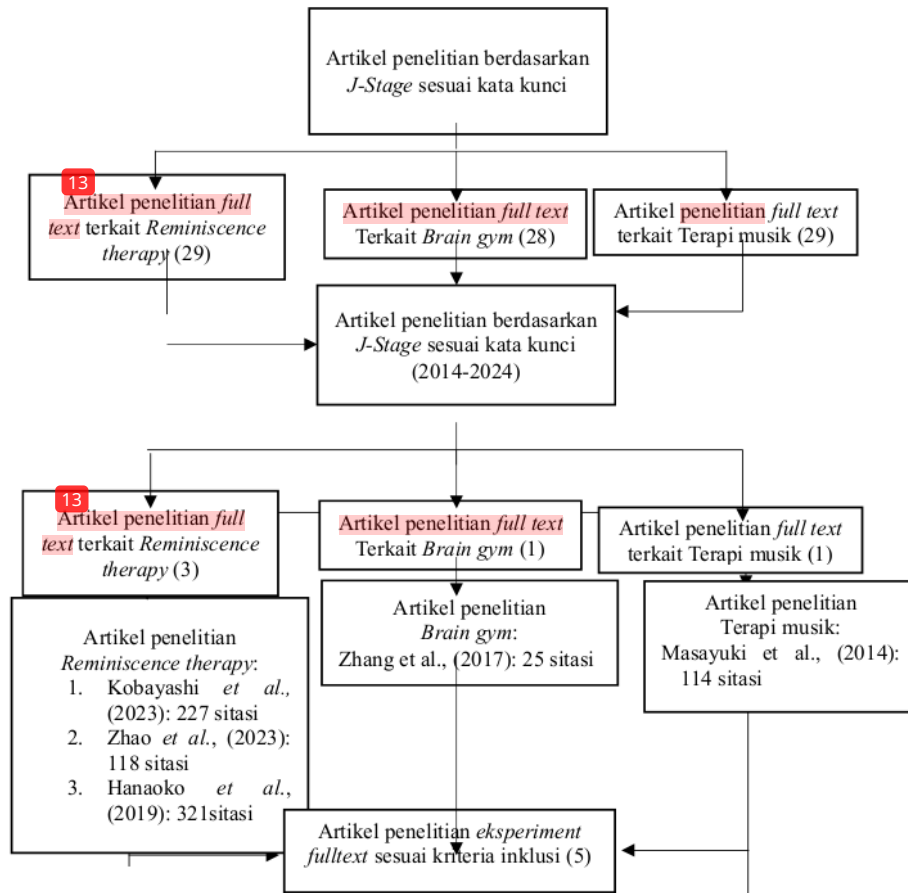 Artikel penelitian berdasarkan
J-Stage sesuai kata kunci
13
Artikel penelitian full
text terkait Reminiscence
therapy (29)
Artikel penelitian full text
Terkait Brain gym (28)
Artikel penelitian full text
terkait Terapi musik (29)
Artikel penelitian berdasarkan
J-Stage sesuai kata kunci
(2014-2024)
13
Artikel penelitian full
text terkait Reminiscence
therapy (3)
Artikel penelitian full text
Terkait Brain gym (1)
Artikel penelitian full text
terkait Terapi musik (1)
Artikel penelitian
Reminiscence therapy:
1. Kobayashi et al.,
(2023): 227 sitasi
2. Zhao et al., (2023):
118 sitasi
3. Hanaoko et al.,
(2019): 321sitasi
Artikel penelitian
Brain gym:
Zhang et al., (2017): 25 sitasi
Artikel penelitian
Terapi musik:
Masayuki et al., (2014):
114 sitasi
Artikel penelitian eksperiment
fulltext sesuai kriteria inklusi (5)